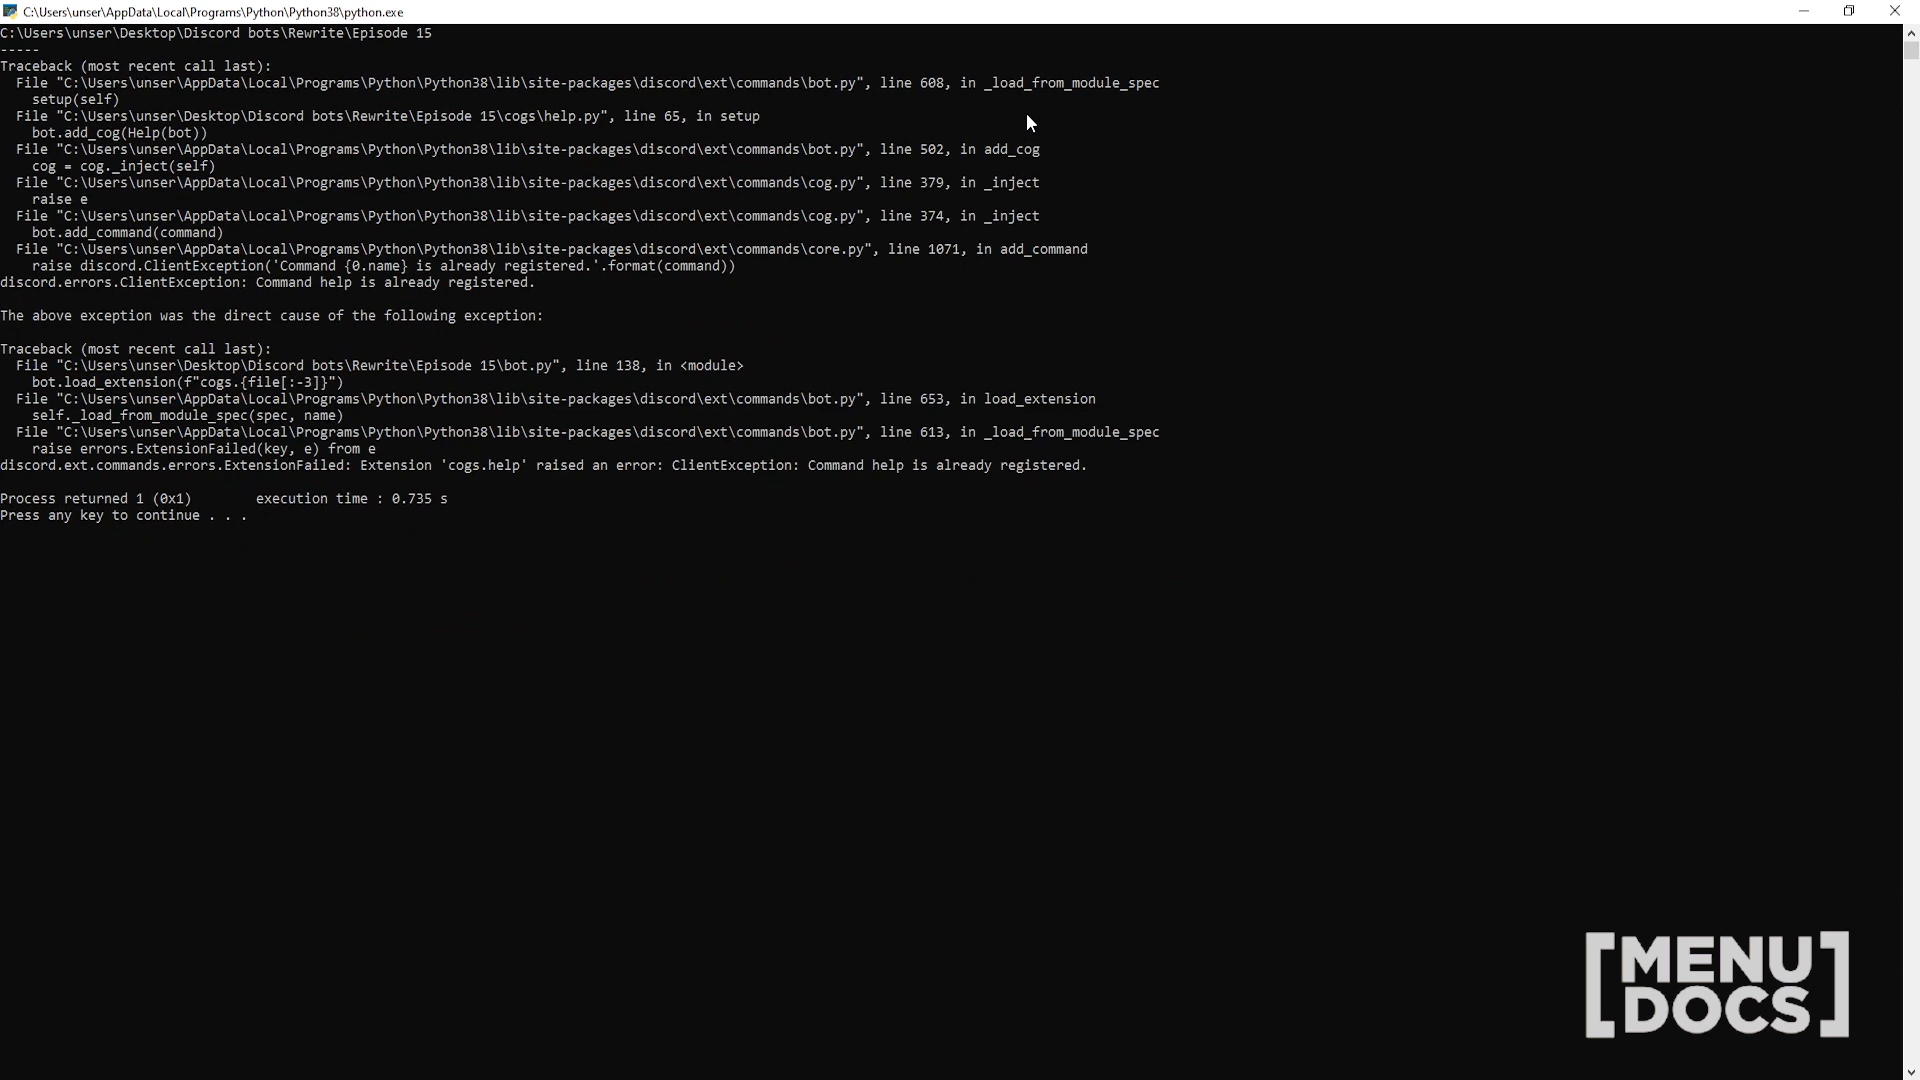 C:\Users\unser\AppData\Local\Programs\Python\Python38\python.exe
C:\Users\unser\Desktop\Discord bots\Rewrite\Episode 15
-----
Traceback (most recent call last):
  File "C:\Users\unser\AppData\Local\Programs\Python\Python38\lib\site-packages\discord\ext\commands\bot.py", line 608, in _load_from_module_spec
    setup(self)
  File "C:\Users\unser\Desktop\Discord bots\Rewrite\Episode 15\cogs\help.py", line 65, in setup
    bot.add_cog(Help(bot))
  File "C:\Users\unser\AppData\Local\Programs\Python\Python38\lib\site-packages\discord\ext\commands\bot.py", line 502, in add_cog
    cog = cog._inject(self)
  File "C:\Users\unser\AppData\Local\Programs\Python\Python38\lib\site-packages\discord\ext\commands\cog.py", line 379, in _inject
    raise e
  File "C:\Users\unser\AppData\Local\Programs\Python\Python38\lib\site-packages\discord\ext\commands\cog.py", line 374, in _inject
    bot.add_command(command)
  File "C:\Users\unser\AppData\Local\Programs\Python\Python38\lib\site-packages\discord\ext\commands\core.py", line 1071, in add_command
    raise discord.ClientException('Command {0.name} is already registered.'.format(command))
discord.errors.ClientException: Command help is already registered.

The above exception was the direct cause of the following exception:

Traceback (most recent call last):
  File "C:\Users\unser\Desktop\Discord bots\Rewrite\Episode 15\bot.py", line 138, in <module>
    bot.load_extension(f"cogs.{file[:-3]}")
  File "C:\Users\unser\AppData\Local\Programs\Python\Python38\lib\site-packages\discord\ext\commands\bot.py", line 653, in load_extension
    self._load_from_module_spec(spec, name)
  File "C:\Users\unser\AppData\Local\Programs\Python\Python38\lib\site-packages\discord\ext\commands\bot.py", line 613, in _load_from_module_spec
    raise errors.ExtensionFailed(key, e) from e
discord.ext.commands.errors.ExtensionFailed: Extension 'cogs.help' raised an error: ClientException: Command help is already registered.

Process returned 1 (0x1)        execution time : 0.735 s
Press any key to continue . . .
[MENU
DOCS]